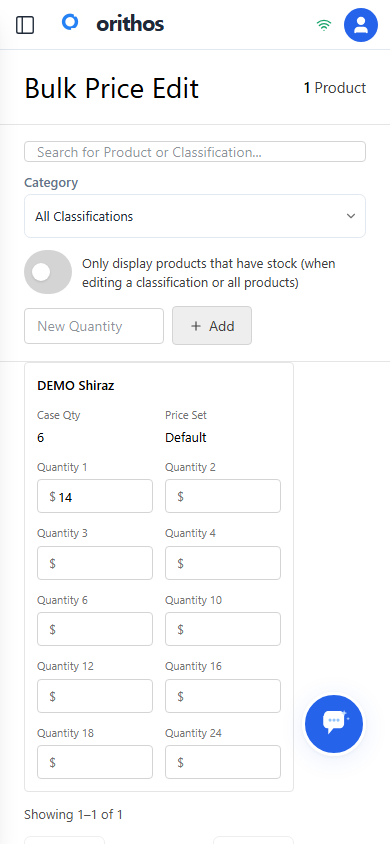 orithos
Bulk Price Edit
1 Product
Search for Product or Classification...
Category
All Classifications
Only display products that have stock (when
editing a classification or all products)
New Quantity
+ Add
DEMO Shiraz
Case Qty Price Set
6 Default
Quantity 1 Quantity 2
$ 14 $
Quantity 3 Quantity 4
$ $
Quantity 6 Quantity 10
$ $
Quantity 12 Quantity 16
$ $
Quantity 18 Quantity 24
$ $
Showing 1–1 of 1